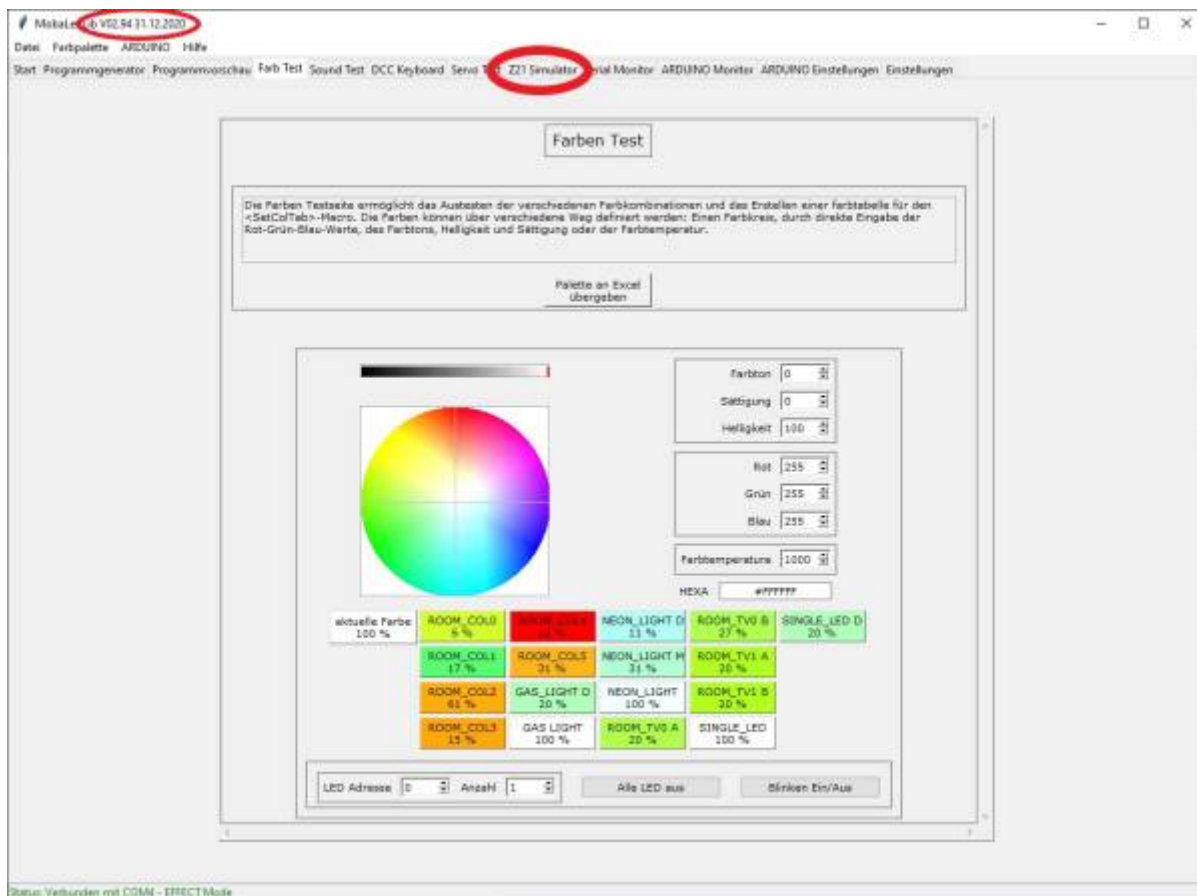 MobaLedLib V02.94 31.12.2020
Datei Farbpalette ARDUINO Hilfe
Start Programmgenerator Programmvorschau Farb Test Sound Test DCC Keyboard Servo Test Z21 Simulator Serial Monitor ARDUINO Monitor ARDUINO Einstellungen Einstellungen
Farben Test
Die Farben Testseite ermöglicht das Austesten der verschiedenen Farbkombinationen und das Erstellen einer farbtabelle für den
<SetColTab>-Macro. Die Farben können über verschiedene Weg definiert werden: Einen Farbkreis, durch direkte Eingabe der
Rot-Grün-Blau-Werte, des Farbtons, Helligkeit und Sättigung oder der Farbtemperatur.
Palette an Excel
übergeben
Farbton 0
Sättigung 0
Helligkeit 100
Rot 255
Grün 255
Blau 255
Farbtemperature 1000
HEXA #FFFFFF
aktuelle Farbe ROOM_COL0 ROOM_COL4 NEON_LIGHT D ROOM_TV0 B SINGLE_LED D
100 % 5 % 11 % 27 % 20 %
ROOM_COL1 ROOM_COL5 NEON_LIGHT M ROOM_TV1 A
17 % 31 % 31 % 20 %
ROOM_COL2 GAS_LIGHT D NEON_LIGHT ROOM_TV1 B
61 % 20 % 100 %
ROOM_COL3 GAS LIGHT ROOM_TV0 A SINGLE_LED
15 % 100 % 20 % 100 %
LED Adresse 0 Anzahl 1 Alle LED aus Blinken Ein/Aus
Status: Verbunden mit COM4 - EFFECT Mode